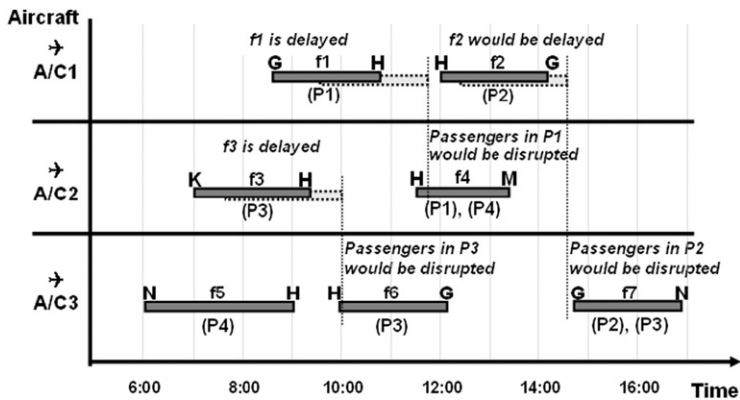 Aircraft
f1 is delayed
f2 would be delayed
G f1 H
H f2 G
A/C1
(P1)
(P2)
Passengers in P1
would be disrupted
f3 is delayed
K f3 H
H f4 M
A/C2
(P3)
(P1), (P4)
Passengers in P3
would be disrupted
Passengers in P2
would be disrupted
N f5 H
H f6 G
G f7 N
A/C3
(P4)
(P3)
(P2), (P3)
6:00 8:00 10:00 12:00 14:00 16:00 Time